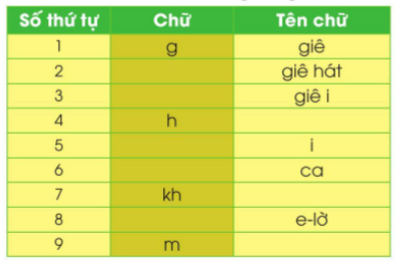 Số thứ tự Chữ Tên chữ
1 g giê
2 giê hát
3 giê i
4 h
5 i
6 ca
7 kh
8 e-lờ
9 m